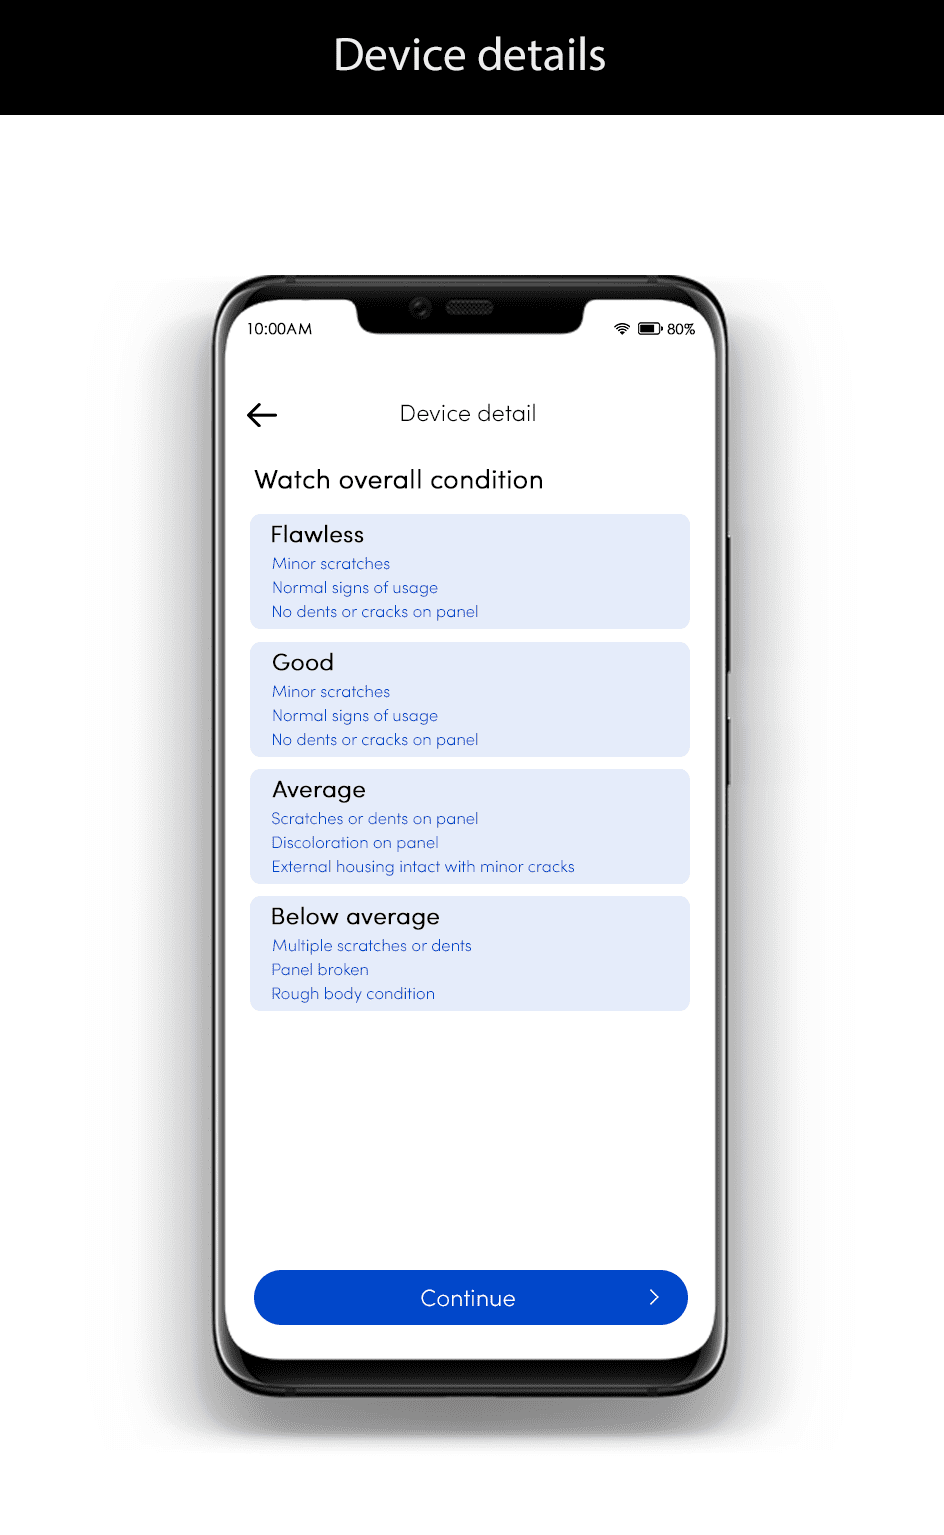 Device details
10:00AM
80%
Device detail
Watch overall condition
Flawless
Minor scratches
Normal signs of usage
No dents or cracks on panel
Good
Minor scratches
Normal signs of usage
No dents or cracks on panel
Average
Scratches or dents on panel
Discoloration on panel
External housing intact with minor cracks
Below average
Multiple scratches or dents
Panel broken
Rough body condition
Continue